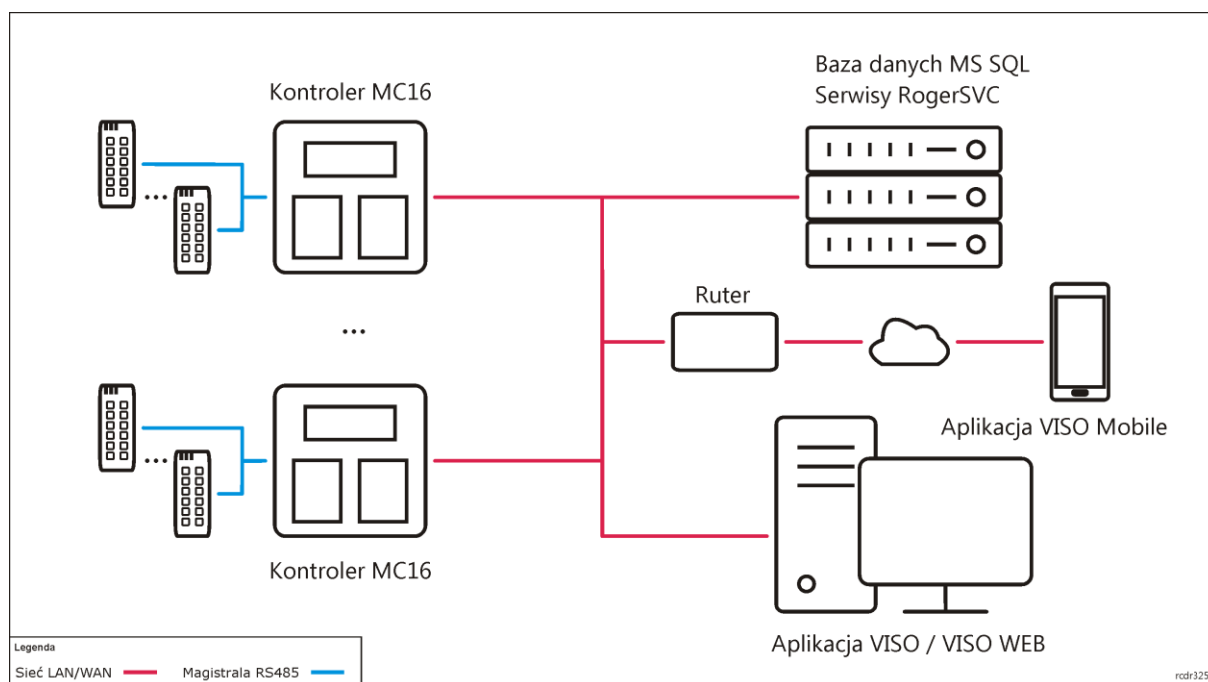 Baza danych MS SQL
Serwisy RogerSVC
Kontroler MC16
...
...
Ruter
Aplikacja VISO Mobile
...
Kontroler MC16
Aplikacja VISO / VISO WEB
Legenda
Sieć LAN/WAN
Magistrala RS485
rcdr325